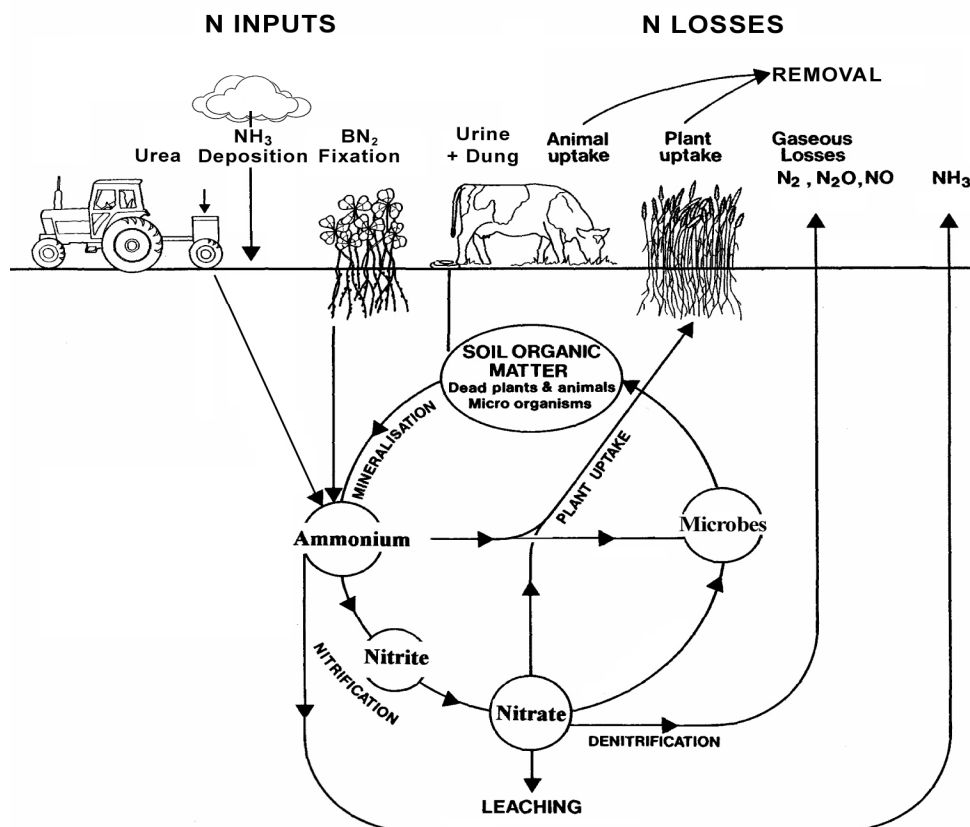 N INPUTS
N LOSSES
REMOVAL
NH₃
Urea Deposition
BN₂
Fixation
Urine
+ Dung
Animal
uptake
Plant
uptake
Gaseous
Losses
N₂ , N₂O, NO
NH₃
SOIL ORGANIC
MATTER
Dead plants & animals
Micro organisms
MINERALISATION
PLANT UPTAKE
Ammonium
Microbes
Nitrite
NITRIFICATION
Nitrate
DENITRIFICATION
LEACHING